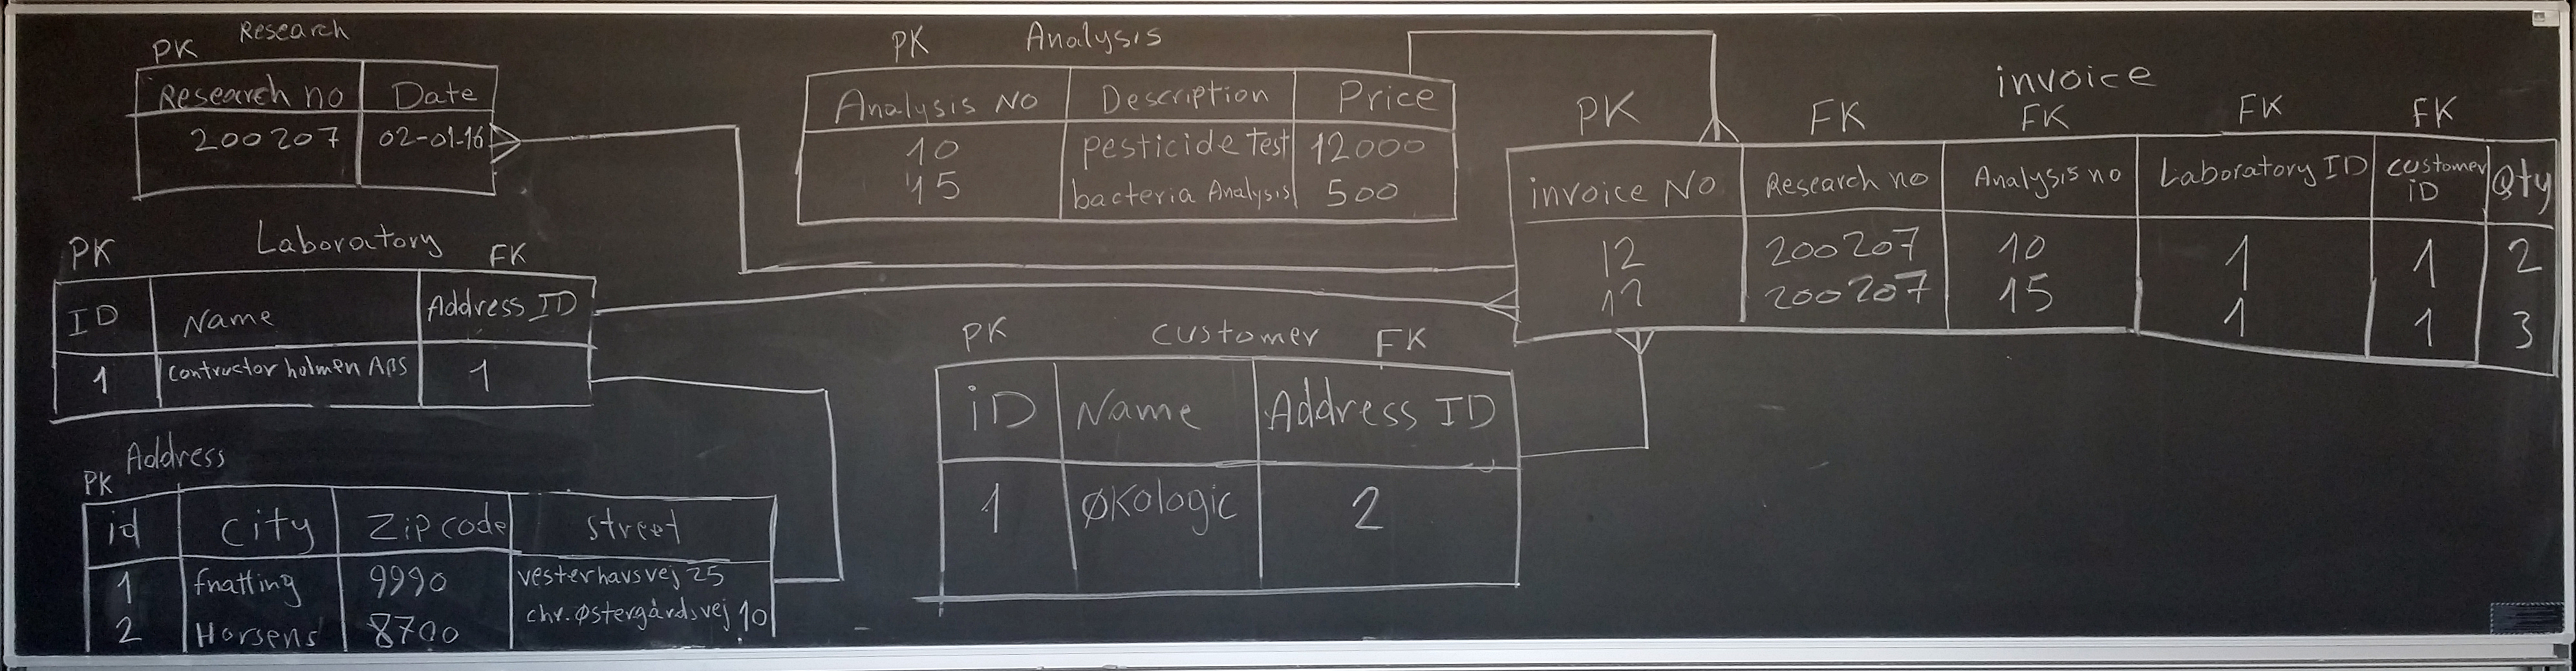 Research
PK
Research no Date
200207 02-01-16
PK Analysis
Analysis No Description Price
10 pesticide Test 12000
15 bacteria Analysis 500
invoice
PK FK FK FK FK
invoice No Research no Analysis no Laboratory ID customer iD Qty
12 200207 10 1 1 2
12 200207 15 1 1 3
PK Laboratory FK
ID Name Address ID
1 contructor holmen APS 1
PK customer FK
iD Name Address ID
1 Økologic 2
Address
PK
id City Zip code street
1 fnatting 9990 vesterhavsvej 25
2 Horsens 8700 chr. Østergårdsvej 10